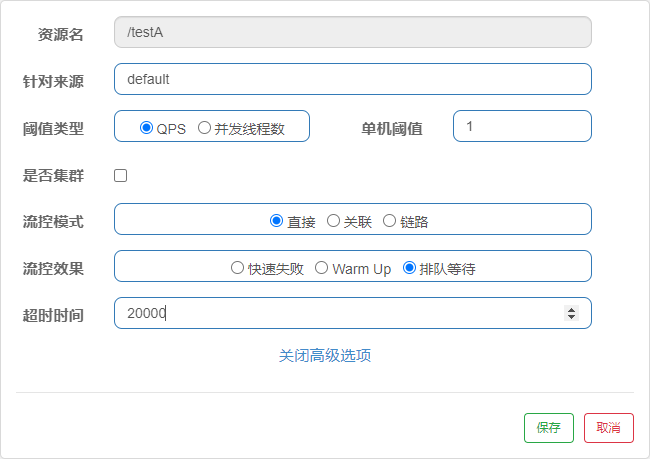 资源名 /testA
针对来源 default
阈值类型 QPS 并发线程数 单机阈值 1
是否集群
流控模式 直接 关联 链路
流控效果 快速失败 Warm Up 排队等待
超时时间 20000
关闭高级选项
保存 取消